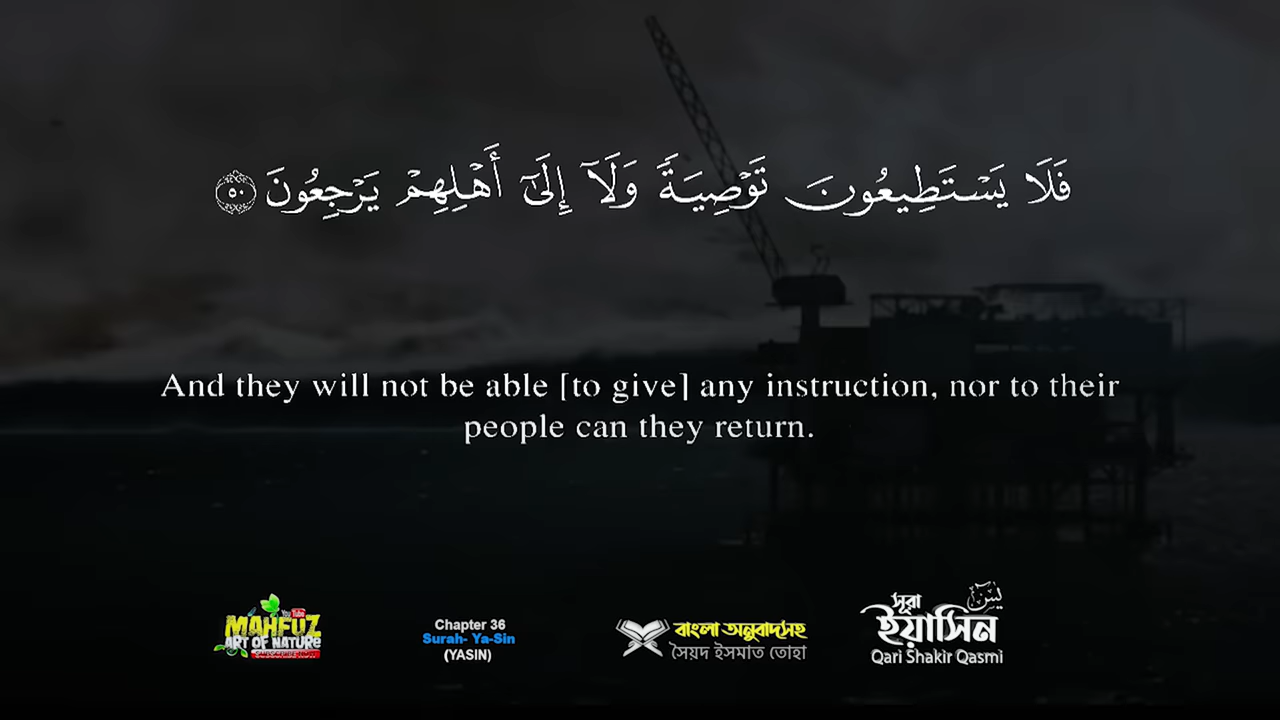 فَلَا يَسْتَطِيعُونَ تَوْصِيَةً وَلَآ إِلَىٰٓ أَهْلِهِمْ يَرْجِعُونَ ٥٠
And they will not be able [to give] any instruction, nor to their
people can they return.
You Tube
MAHFUZ
ART OF NATURE
Chapter 36
Surah- Ya-Sin
(YASIN)
বাংলা অনুবাদসহ
সৈয়দ ইসমাত তোহা
يسٓ
সূরা
ইয়াসিন
Qari Shakir Qasmi